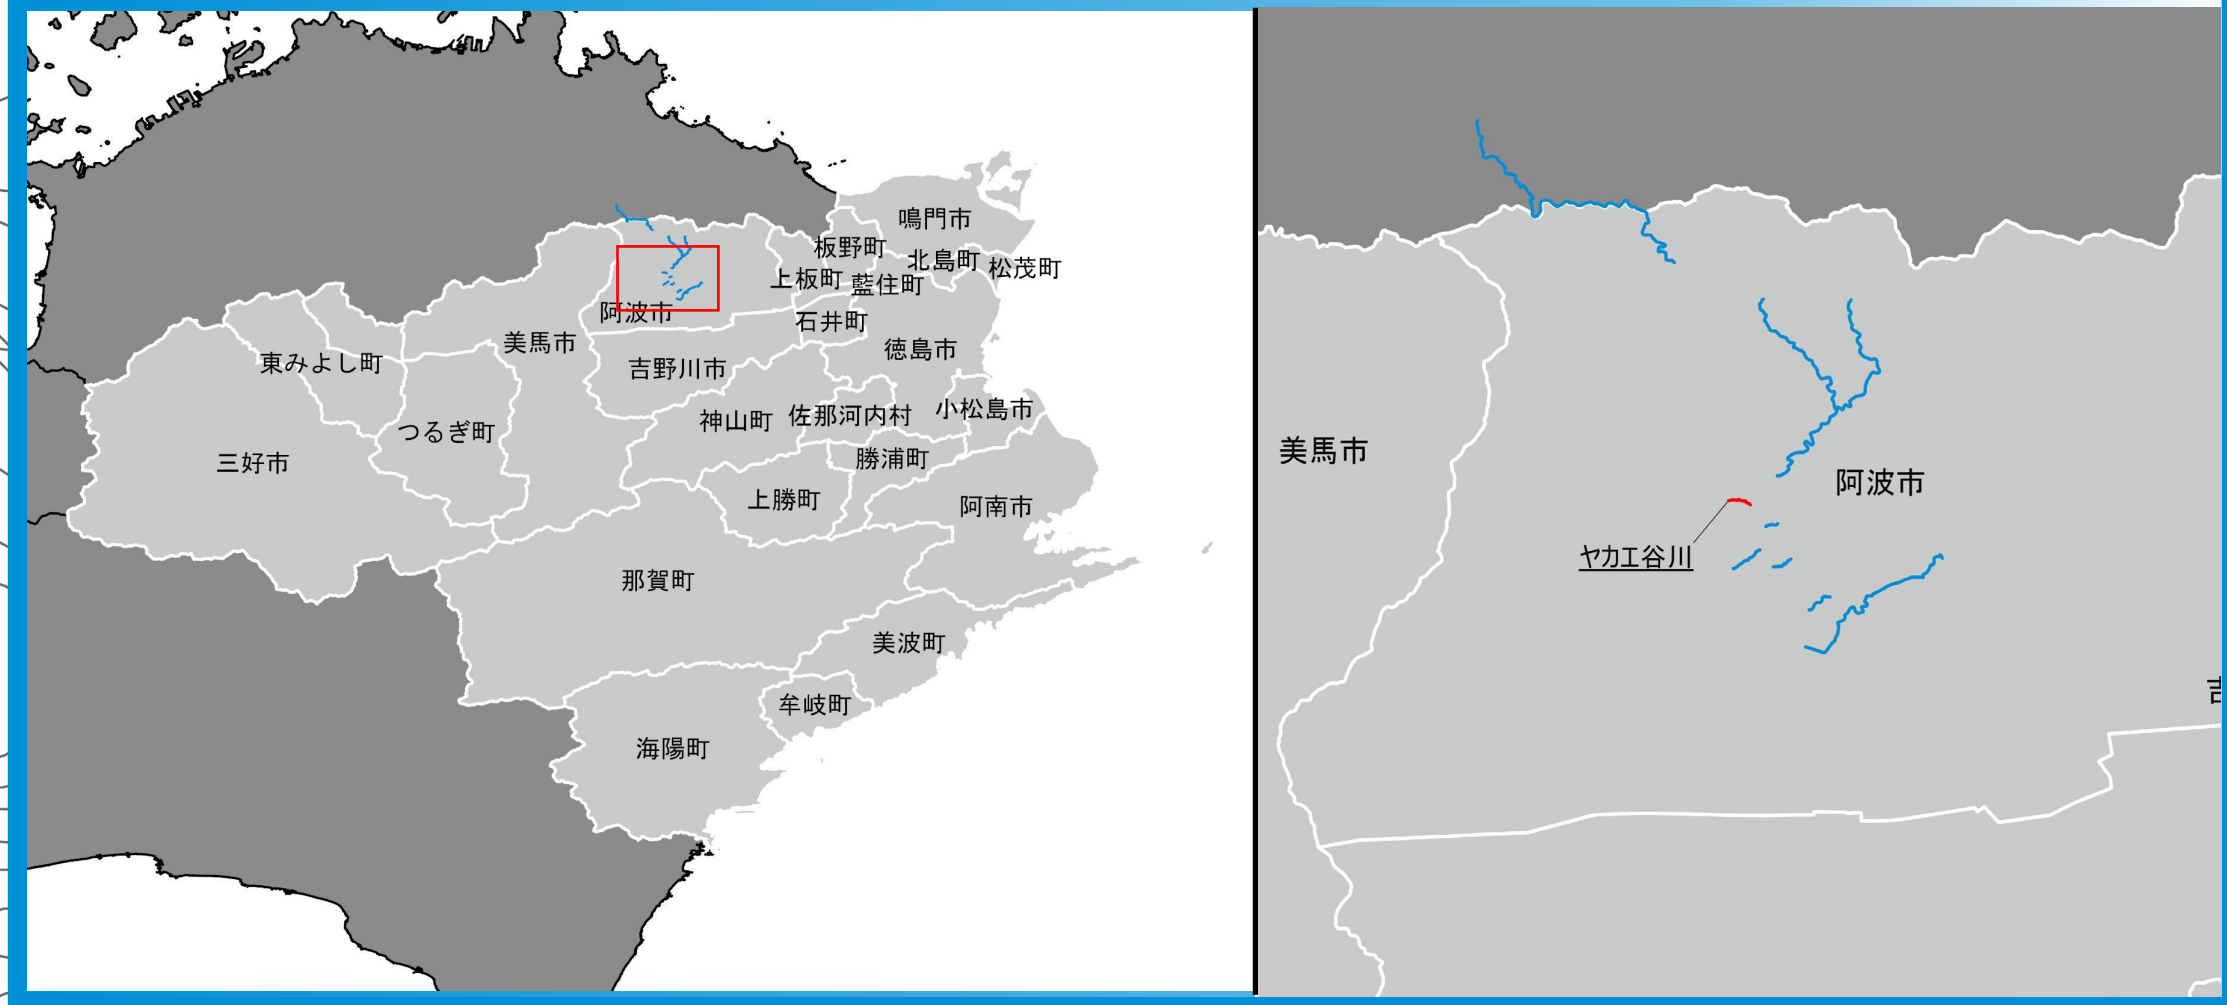 鳴門市
板野町
北島町
松茂町
上板町
藍住町
阿波市
石井町
美馬市
徳島市
東みよし町
吉野川市
小松島市
神山町
佐那河内村
つるぎ町
勝浦町
三好市
上勝町
阿南市
那賀町
美波町
牟岐町
海陽町
美馬市
阿波市
ヤカエ谷川